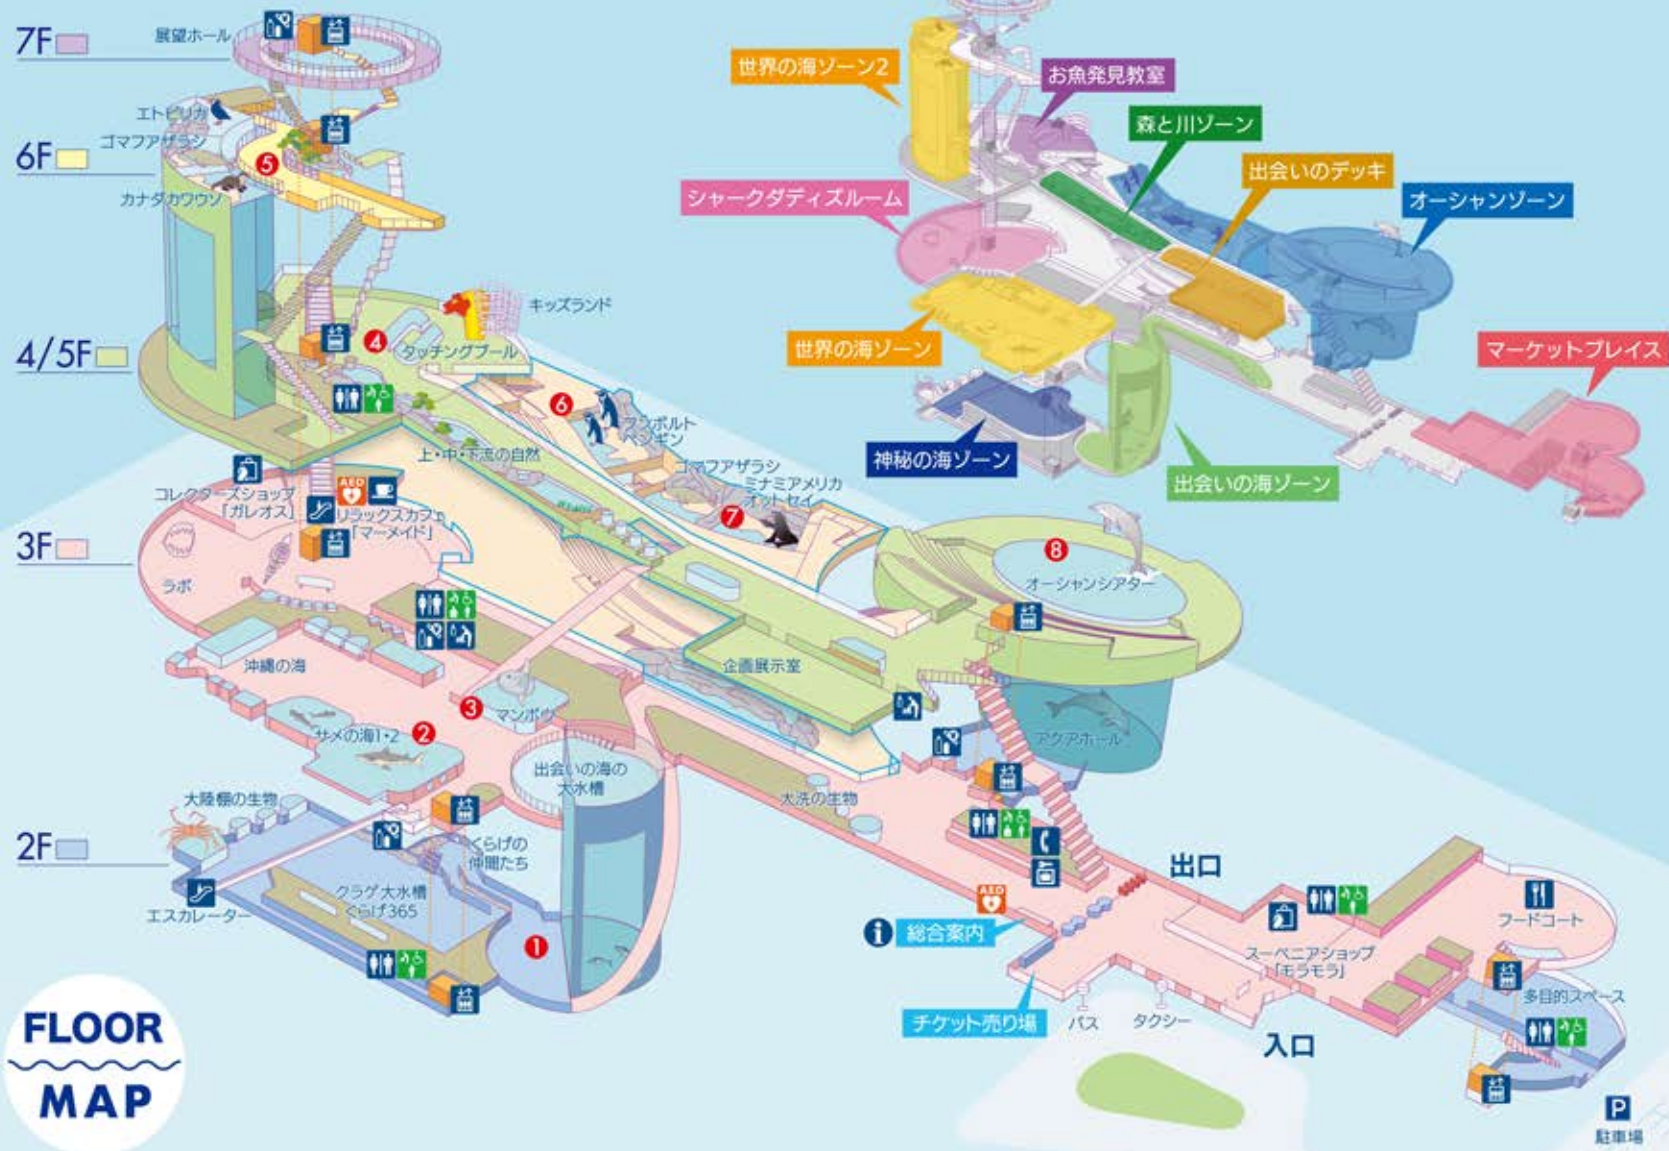 7F
展望ホール
エトピリカ
ゴマフアザラシ
6F
5
カナダカワウソ
4/5F
4
タッチングプール
キッズランド
6
フンボルト
ペンギン
上・中・下流の自然
ゴマフアザラシ
ミナミアメリカ
オットセイ
7
コレクターズショップ
「ガレオス」
AED
リラックスカフェ
「マーメイド」
3F
ラボ
8
オーシャンシアター
沖縄の海
企画展示室
3
マンボウ
サメの海1・2
2
アクアホール
出会いの海の
大水槽
大洗の生物
大陸棚の生物
2F
くらげの
仲間たち
クラゲ大水槽
くらげ365
エスカレーター
1
AED
出口
総合案内
チケット売り場
バス
タクシー
入口
スーベニアショップ
「モラモラ」
フードコート
多目的スペース
P
駐車場
FLOOR
MAP
世界の海ゾーン2
お魚発見教室
森と川ゾーン
出会いのデッキ
シャークダディズルーム
オーシャンゾーン
世界の海ゾーン
マーケットプレイス
神秘の海ゾーン
出会いの海ゾーン